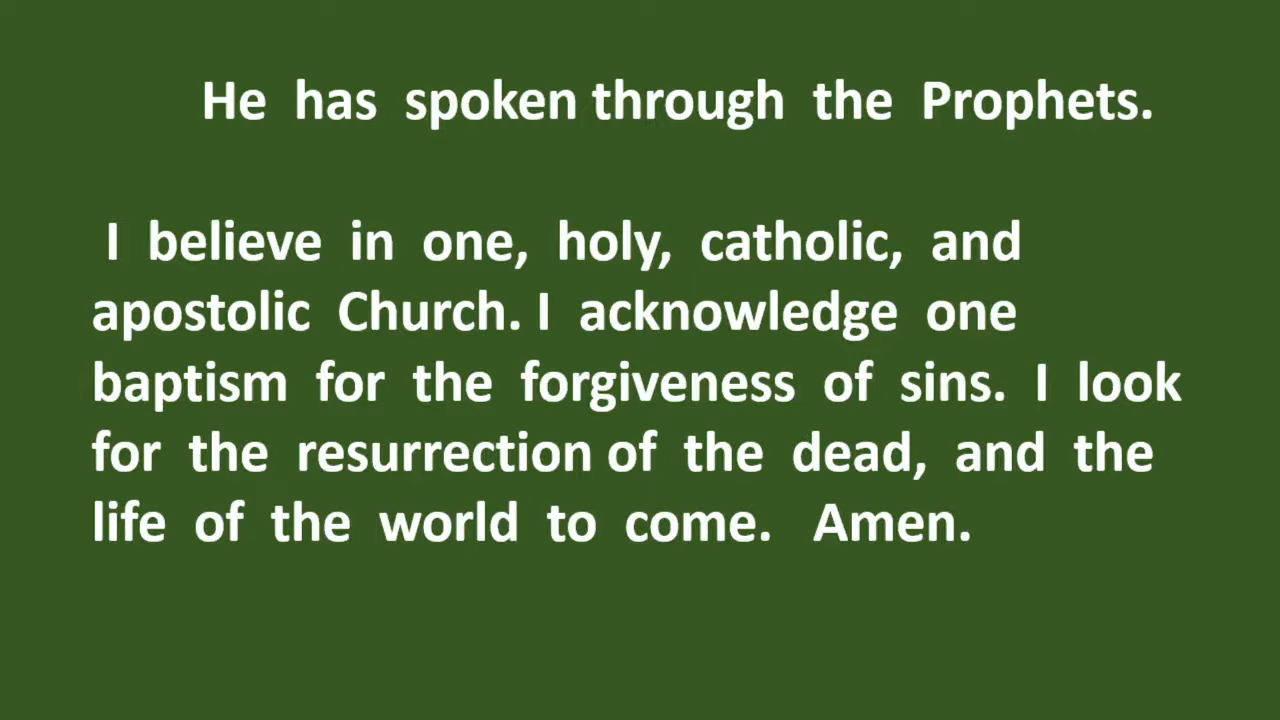 He has spoken through the Prophets.
I believe in one, holy, catholic, and
apostolic Church. I acknowledge one
baptism for the forgiveness of sins. I look
for the resurrection of the dead, and the
life of the world to come. Amen.